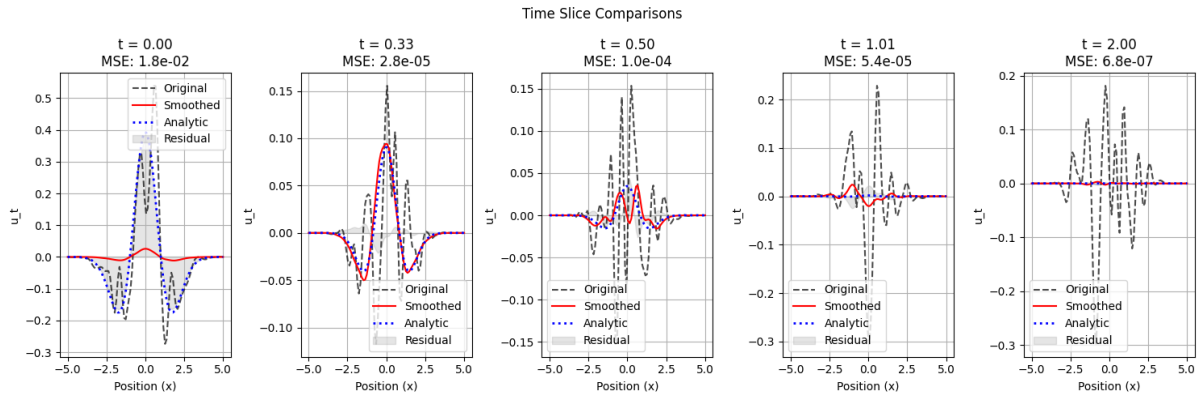 Time Slice Comparisons
t = 0.00
MSE: 1.8e-02
u_t
0.5
0.4
0.3
0.2
0.1
0.0
−0.1
−0.2
−0.3
Original
Smoothed
Analytic
Residual
−5.0 −2.5 0.0 2.5 5.0
Position (x)
t = 0.33
MSE: 2.8e-05
u_t
0.15
0.10
0.05
0.00
−0.05
−0.10
Original
Smoothed
Analytic
Residual
−5.0 −2.5 0.0 2.5 5.0
Position (x)
t = 0.50
MSE: 1.0e-04
u_t
0.15
0.10
0.05
0.00
−0.05
−0.10
−0.15
Original
Smoothed
Analytic
Residual
−5.0 −2.5 0.0 2.5 5.0
Position (x)
t = 1.01
MSE: 5.4e-05
u_t
0.2
0.1
0.0
−0.1
−0.2
−0.3
Original
Smoothed
Analytic
Residual
−5.0 −2.5 0.0 2.5 5.0
Position (x)
t = 2.00
MSE: 6.8e-07
u_t
0.2
0.1
0.0
−0.1
−0.2
−0.3
Original
Smoothed
Analytic
Residual
−5.0 −2.5 0.0 2.5 5.0
Position (x)